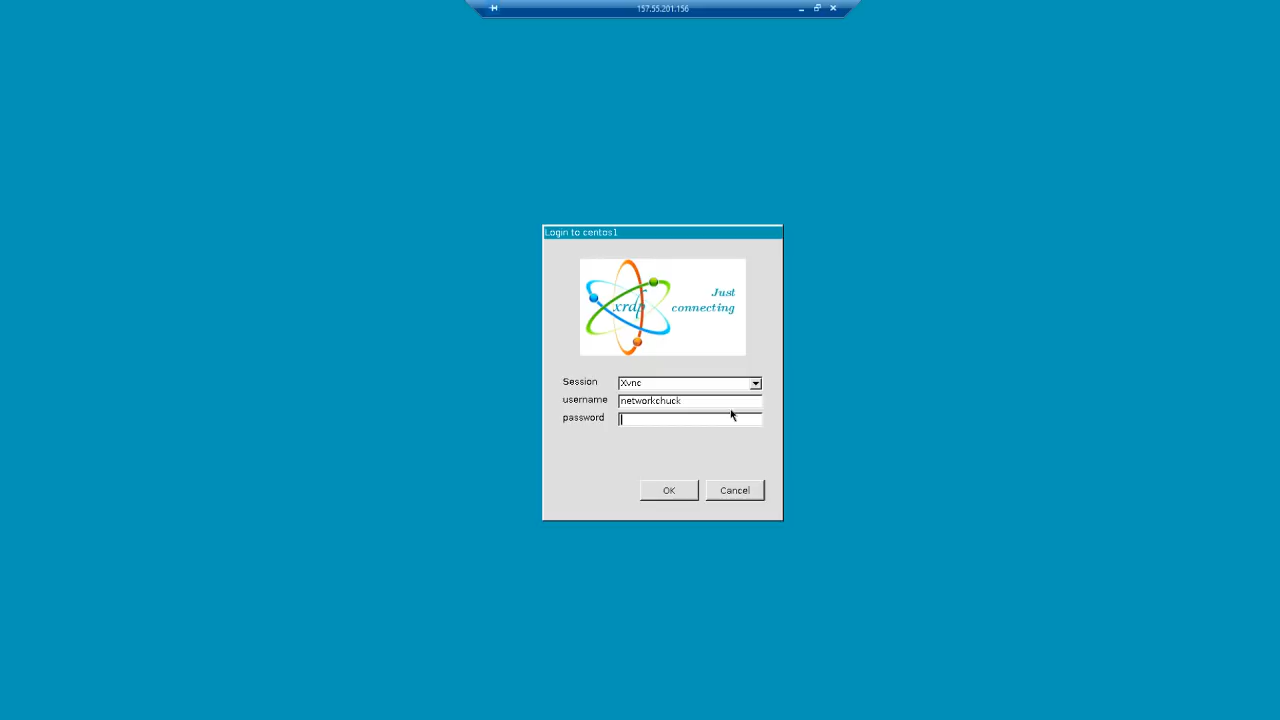 157.55.201.156
Login to centos1
xrdp
Just
connecting
Session
Xvnc
username
networkchuck
password
OK
Cancel